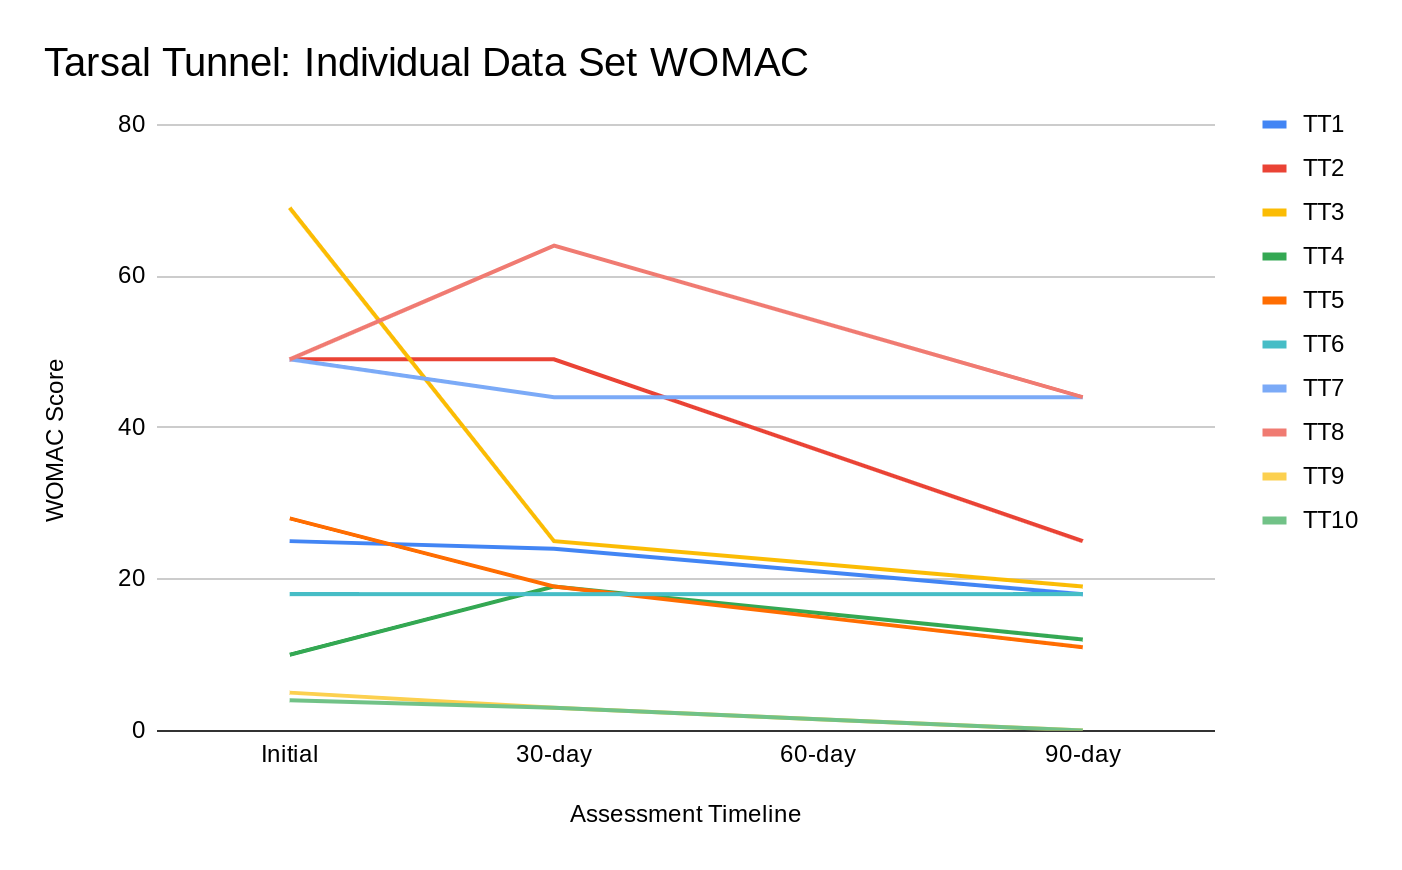 Tarsal Tunnel: Individual Data Set WOMAC
80
60
40
20
0
WOMAC Score
Initial
30-day
60-day
90-day
Assessment Timeline
TT1
TT2
TT3
TT4
TT5
TT6
TT7
TT8
TT9
TT10